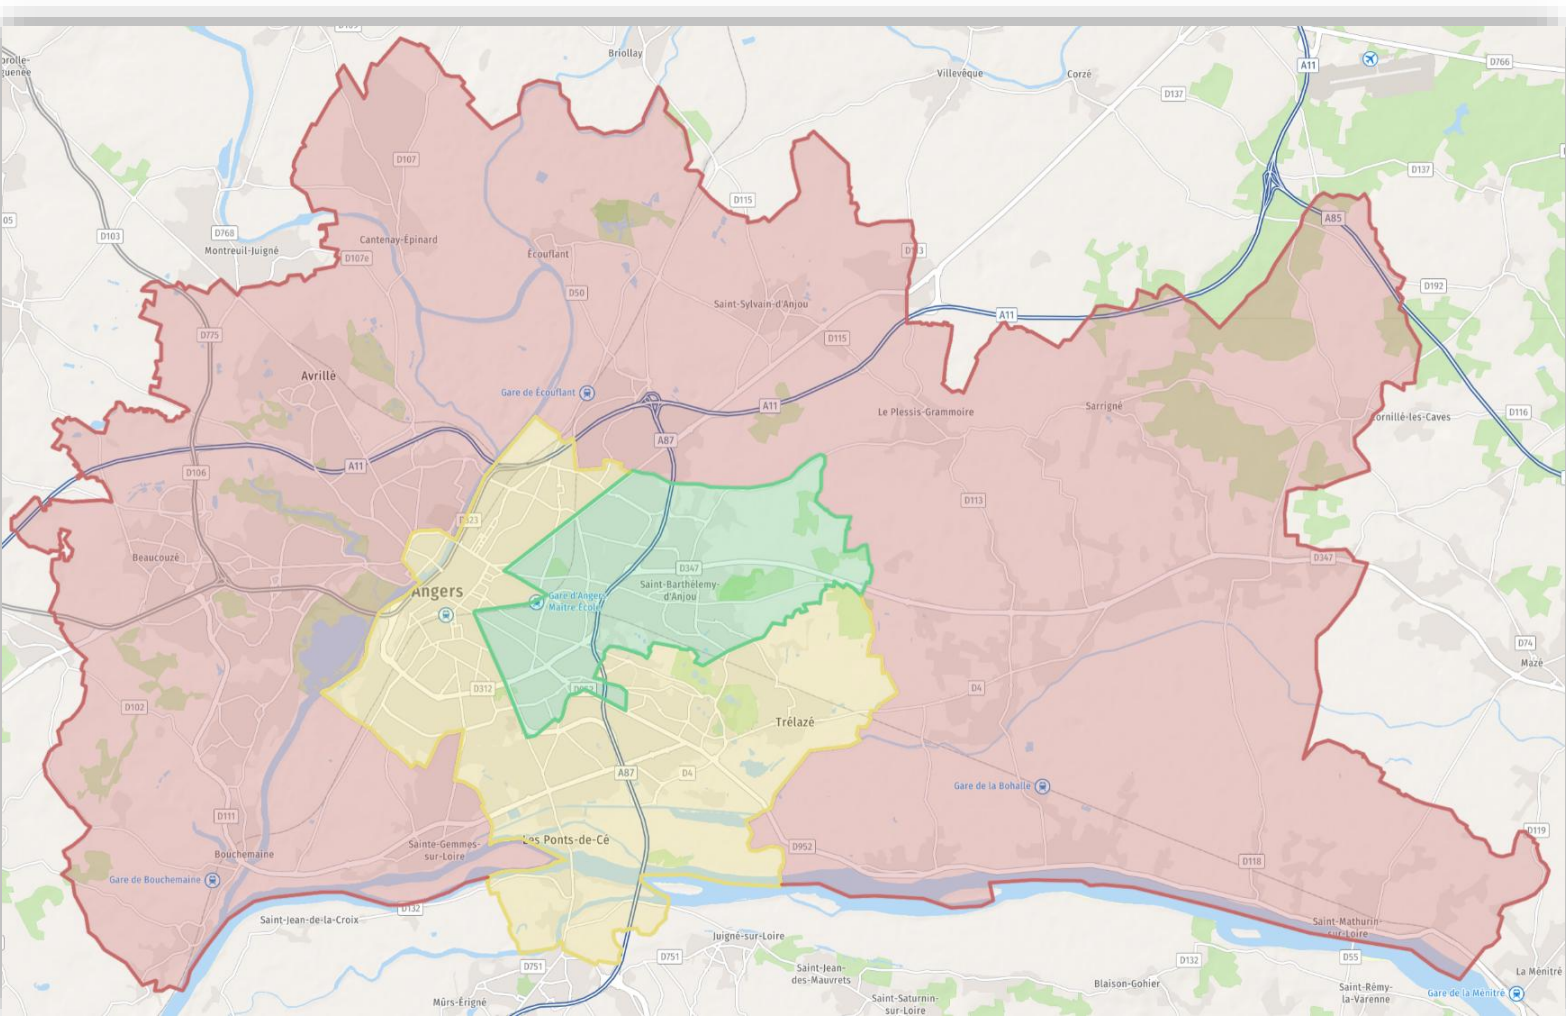 Briollay
A11
D766
Villevêque
Corzé
D137
D107
D137
D115
A85
D103
D768
Montreuil-Juigné
Cantenay-Épinard
D107e
Écouflant
D50
Saint-Sylvain-d'Anjou
D192
A11
D775
D115
Avrillé
Gare de Écouflant
A11
Le Plessis-Grammoire
Sarrigné
D116
A87
D106
A11
D113
Beaucouzé
D347
D347
Saint-Barthélemy-
d'Anjou
Angers
Maître École
D74
Mazé
D312
D4
D102
Trélazé
A87
D4
Gare de la Bohalle
D111
D119
Les Ponts-de-Cé
Sainte-Gemmes-
sur-Loire
D952
Bouchemaine
D118
Gare de Bouchemaine
D132
Saint-Jean-de-la-Croix
Saint-Mathurin-
sur-Loire
Juigné-sur-Loire
D751
D751
D132
D55
Saint-Jean-
des-Mauvrets
La Ménitré
Blaison-Gohier
Saint-Rémy-
la-Varenne
Gare de la Ménitré
Mûrs-Érigné
Saint-Saturnin-
sur-Loire